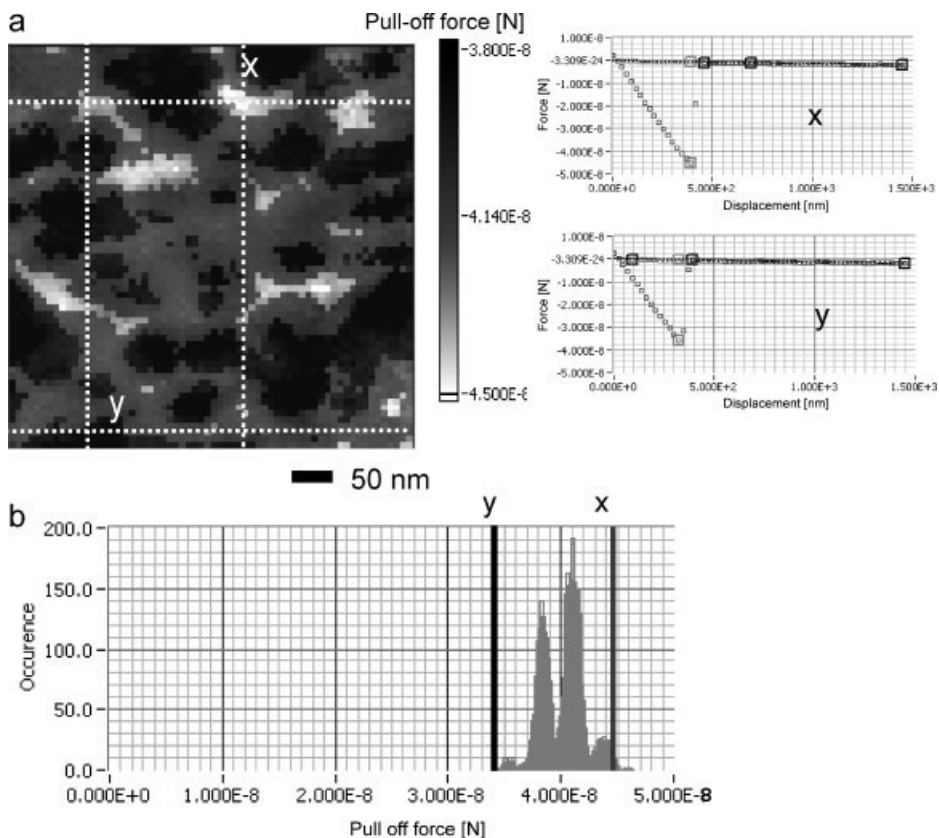 a
Pull-off force [N]
x
y
3.800E-8
4.140E-8
4.500E-8
50 nm
1.000E-8
-3.309E-24
-1.000E-8
-2.000E-8
-3.000E-8
-4.000E-8
-5.000E-8
Force [N]
x
0.000E+0 5.000E+2 1.000E+3 1.500E+3
Displacement [nm]
1.000E-8
-3.309E-24
-1.000E-8
-2.000E-8
-3.000E-8
-4.000E-8
-5.000E-8
Force [N]
y
0.000E+0 5.000E+2 1.000E+3 1.500E+3
Displacement [nm]
b
y x
200.0
150.0
100.0
50.0
0.0
Occurence
0.000E+0 1.000E-8 2.000E-8 3.000E-8 4.000E-8 5.000E-8
Pull off force [N]